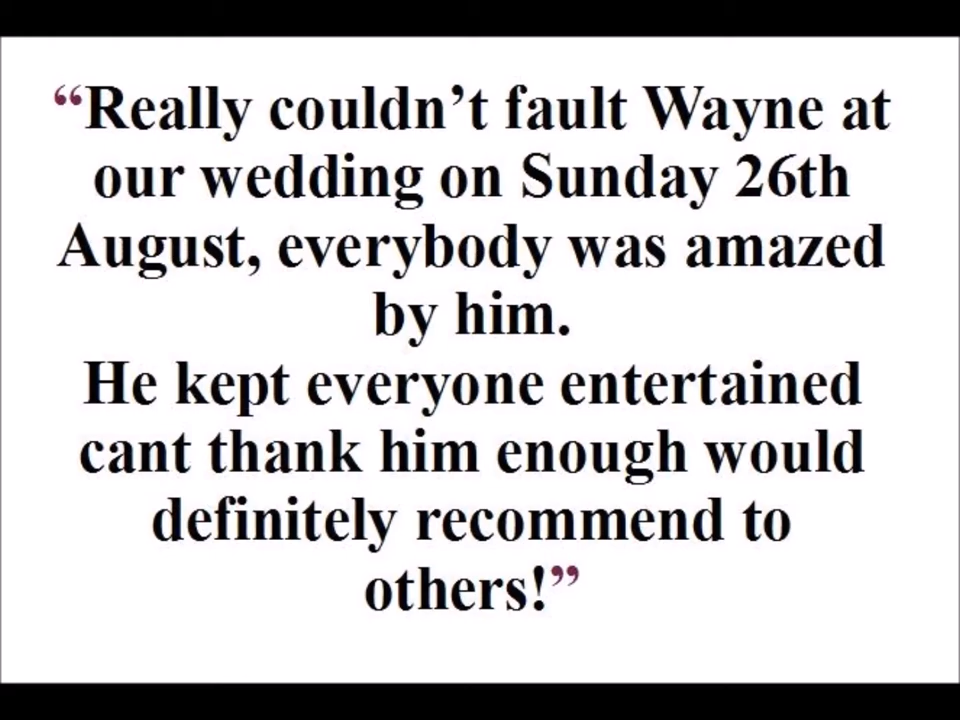 “Really couldn’t fault Wayne at
our wedding on Sunday 26th
August, everybody was amazed
by him.
He kept everyone entertained
cant thank him enough would
definitely recommend to
others!”